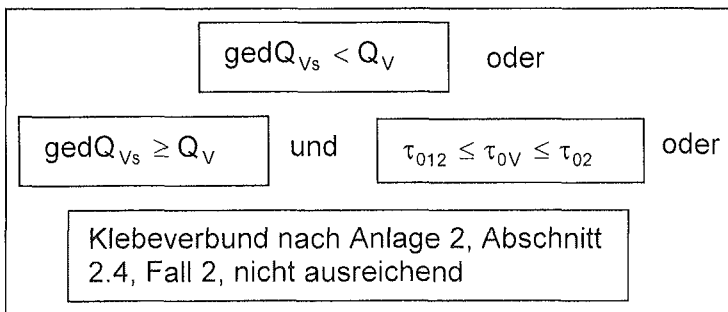 gedQ_Vs < Q_V oder
gedQ_Vs ≥ Q_V und τ_012 ≤ τ_0V ≤ τ_02 oder
Klebeverbund nach Anlage 2, Abschnitt
2.4, Fall 2, nicht ausreichend